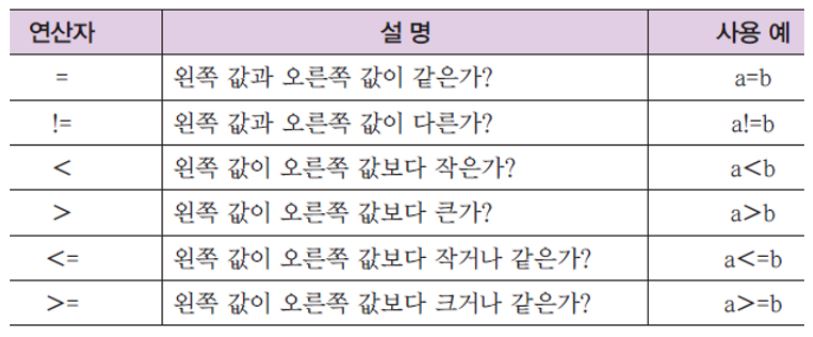 연산자 설 명 사용 예
= 왼쪽 값과 오른쪽 값이 같은가? a=b
!= 왼쪽 값과 오른쪽 값이 다른가? a!=b
< 왼쪽 값이 오른쪽 값보다 작은가? a<b
> 왼쪽 값이 오른쪽 값보다 큰가? a>b
<= 왼쪽 값이 오른쪽 값보다 작거나 같은가? a<=b
>= 왼쪽 값이 오른쪽 값보다 크거나 같은가? a>=b